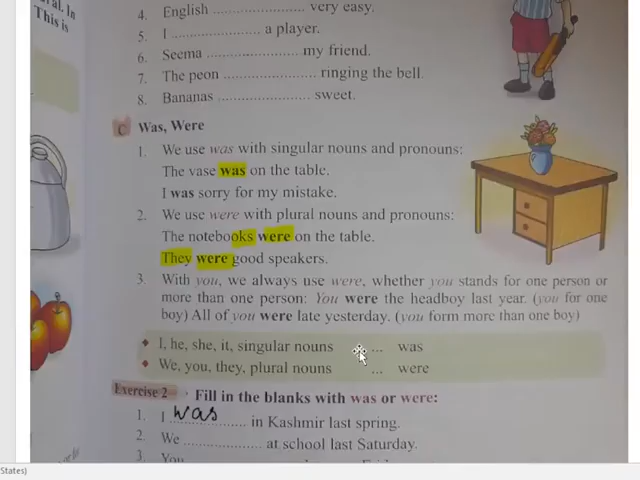 ral. In
This is
4. English ........................ very easy.
5. I ........................ a player.
6. Seema ........................ my friend.
7. The peon ........................ ringing the bell.
8. Bananas ........................ sweet.
C Was, Were
1. We use was with singular nouns and pronouns:
The vase was on the table.
I was sorry for my mistake.
2. We use were with plural nouns and pronouns:
The notebooks were on the table.
They were good speakers.
3. With you, we always use were, whether you stands for one person or
more than one person: You were the headboy last year. (you for one
boy) All of you were late yesterday. (you form more than one boy)
I, he, she, it, singular nouns ... was
We, you, they, plural nouns ... were
Exercise 2 Fill in the blanks with was or were:
1. I was in Kashmir last spring.
2. We ........................ at school last Saturday.
3. You
States)